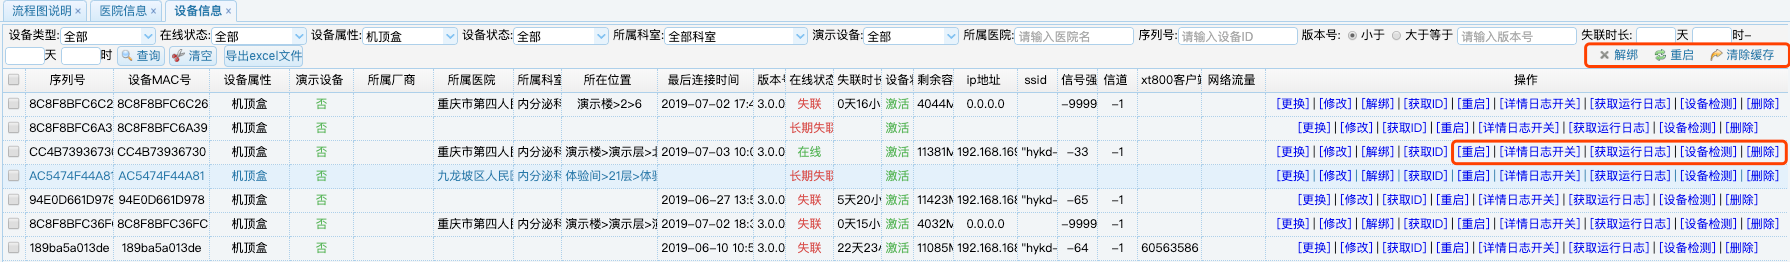 流程图说明 × 医院信息 × 设备信息 ×
设备类型: 全部 在线状态: 全部 设备属性: 机顶盒 设备状态: 全部 所属科室: 全部科室 演示设备: 全部 所属医院: 请输入医院名 序列号: 请输入设备ID 版本号: 小于 大于等于 请输入版本号 失联时长: 天 时-
天 时 查询 清空 导出excel文件 解绑 重启 清除缓存
序列号 设备MAC号 设备属性 演示设备 所属厂商 所属医院 所属科室 所在位置 最后连接时间 版本号 在线状态 失联时长 设备状 剩余容 ip地址 ssid 信号强 信道 xt800客户端 网络流量 操作
8C8F8BFC6C2 8C8F8BFC6C26 机顶盒 否 重庆市第四人民 内分泌科 演示楼>2>6 2019-07-02 17:4 3.0.0 失联 0天16小 激活 4044M 0.0.0.0 -9999 -1 [更换] | [修改] | [解绑] | [获取ID] | [重启] | [详情日志开关] | [获取运行日志] | [设备检测] | [删除]
8C8F8BFC6A3 8C8F8BFC6A39 机顶盒 否 长期失联 激活 [更换] | [修改] | [获取ID] | [重启] | [详情日志开关] | [获取运行日志] | [设备检测] | [删除]
CC4B7393673 CC4B73936730 机顶盒 否 重庆市第四人民 内分泌科 演示楼>演示层> 2019-07-03 10:0 3.0.0 在线 激活 11381M 192.168.169 "hykd- -33 -1 [更换] | [修改] | [解绑] | [获取ID] | [重启] | [详情日志开关] | [获取运行日志] | [设备检测] | [删除]
AC5474F44A81 AC5474F44A81 机顶盒 否 九龙坡区人民医 内分泌科 体验间>21层>体验 长期失联 激活 [更换] | [修改] | [解绑] | [获取ID] | [重启] | [详情日志开关] | [获取运行日志] | [设备检测] | [删除]
94E0D661D978 94E0D661D978 机顶盒 否 2019-06-27 13:5 3.0.0 失联 5天20小 激活 11423M 192.168.168 "hykd- -65 -1 [更换] | [修改] | [获取ID] | [重启] | [详情日志开关] | [获取运行日志] | [设备检测] | [删除]
8C8F8BFC36F 8C8F8BFC36FC 机顶盒 否 重庆市第四人民 内分泌科 演示楼>演示层> 2019-07-02 18:3 3.0.0 失联 0天15小 激活 4032M 0.0.0.0 -9999 -1 [更换] | [修改] | [解绑] | [获取ID] | [重启] | [详情日志开关] | [获取运行日志] | [设备检测] | [删除]
189ba5a013de 189ba5a013de 机顶盒 否 2019-06-10 10:5 3.0.0 失联 22天23 激活 11085M 192.168.168 "hykd- -64 -1 60563586 [更换] | [修改] | [获取ID] | [重启] | [详情日志开关] | [获取运行日志] | [设备检测] | [删除]